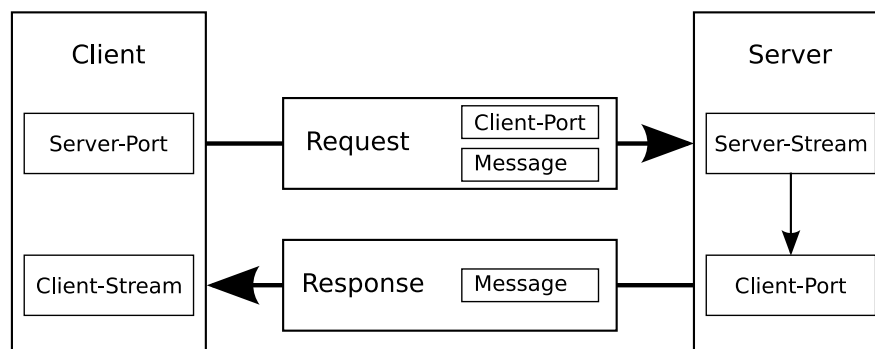 Client
Server
Server-Port
Request
Client-Port
Message
Server-Stream
Client-Stream
Response
Message
Client-Port